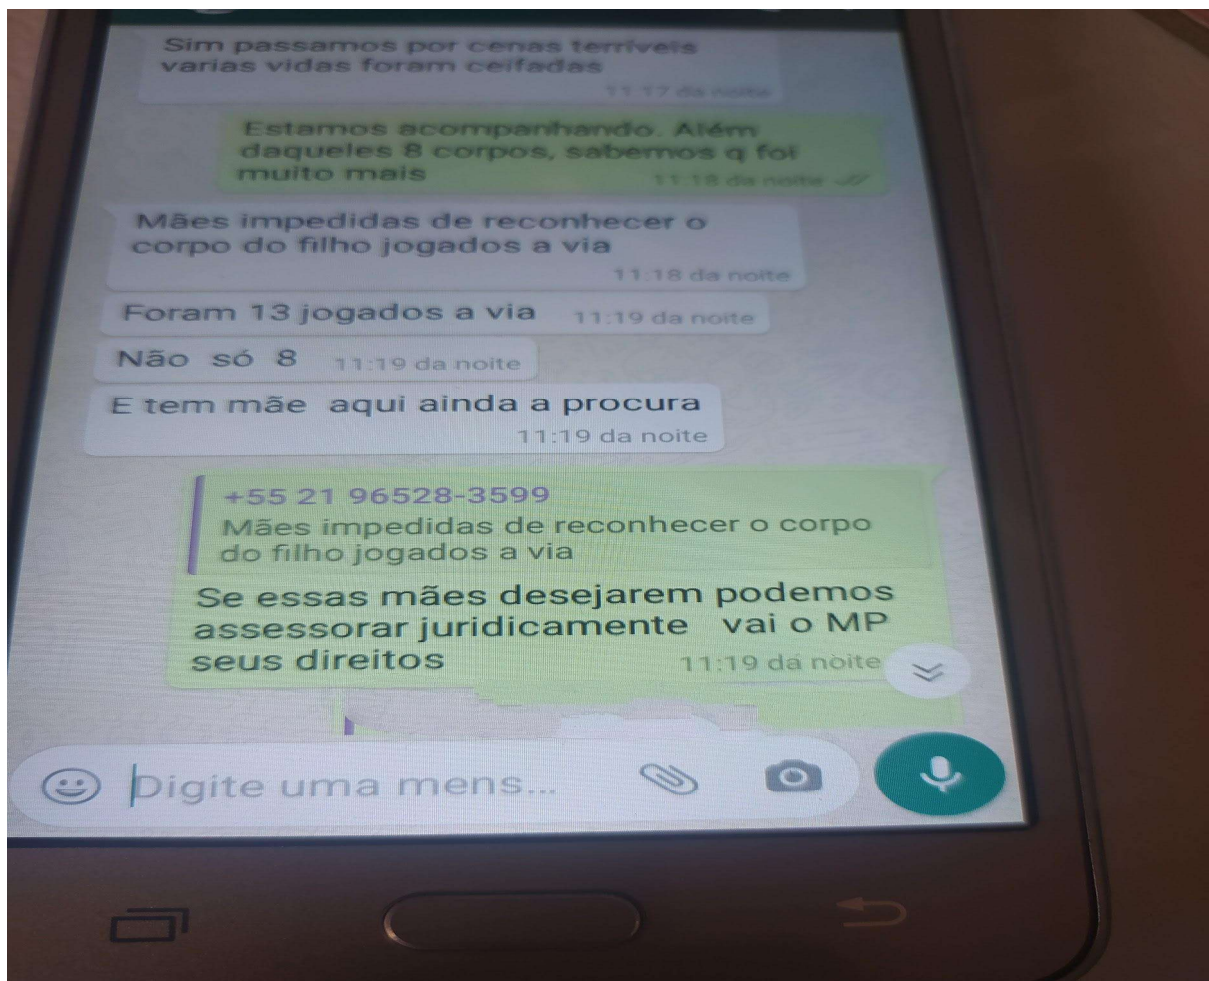 Sim passamos por cenas terríveis
varias vidas foram ceifadas
11:17 da noite
Estamos acompanhando. Além
daqueles 8 corpos, sabemos q foi
muito mais
11:18 da noite
Mães impedidas de reconhecer o
corpo do filho jogados a via
11:18 da noite
Foram 13 jogados a via 11:19 da noite
Não só 8 11:19 da noite
E tem mãe aqui ainda a procura
11:19 da noite
+55 21 96528-3599
Mães impedidas de reconhecer o corpo
do filho jogados a via
Se essas mães desejarem podemos
assessorar juridicamente vai o MP
seus direitos
11:19 da noite
Digite uma mens...